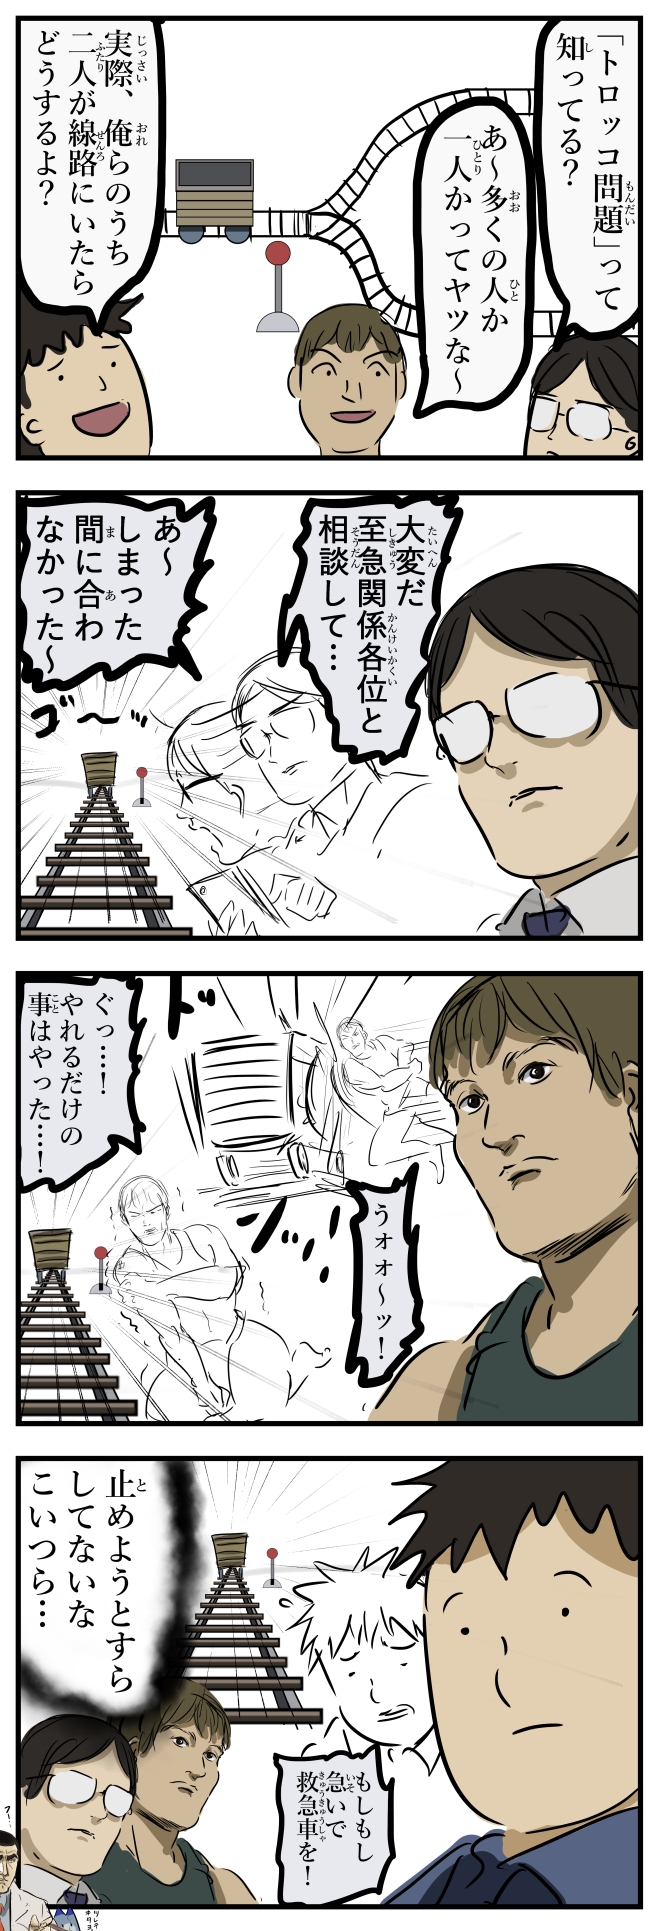 「トロッコ問題」って
知ってる?
あ〜多くの人か
一人かってヤツな〜
実際、俺らのうち
二人が線路にいたら
どうするよ?
大変だ
至急関係各位と
相談して…
あ〜
しまった
間に合わ
なかった〜
ゴ〜
うォォ〜ッ!
ぐっ…!
やれるだけの
事はやった…!
もしもし
急いで
救急車を!
止めようとすら
してないな
こいつら…